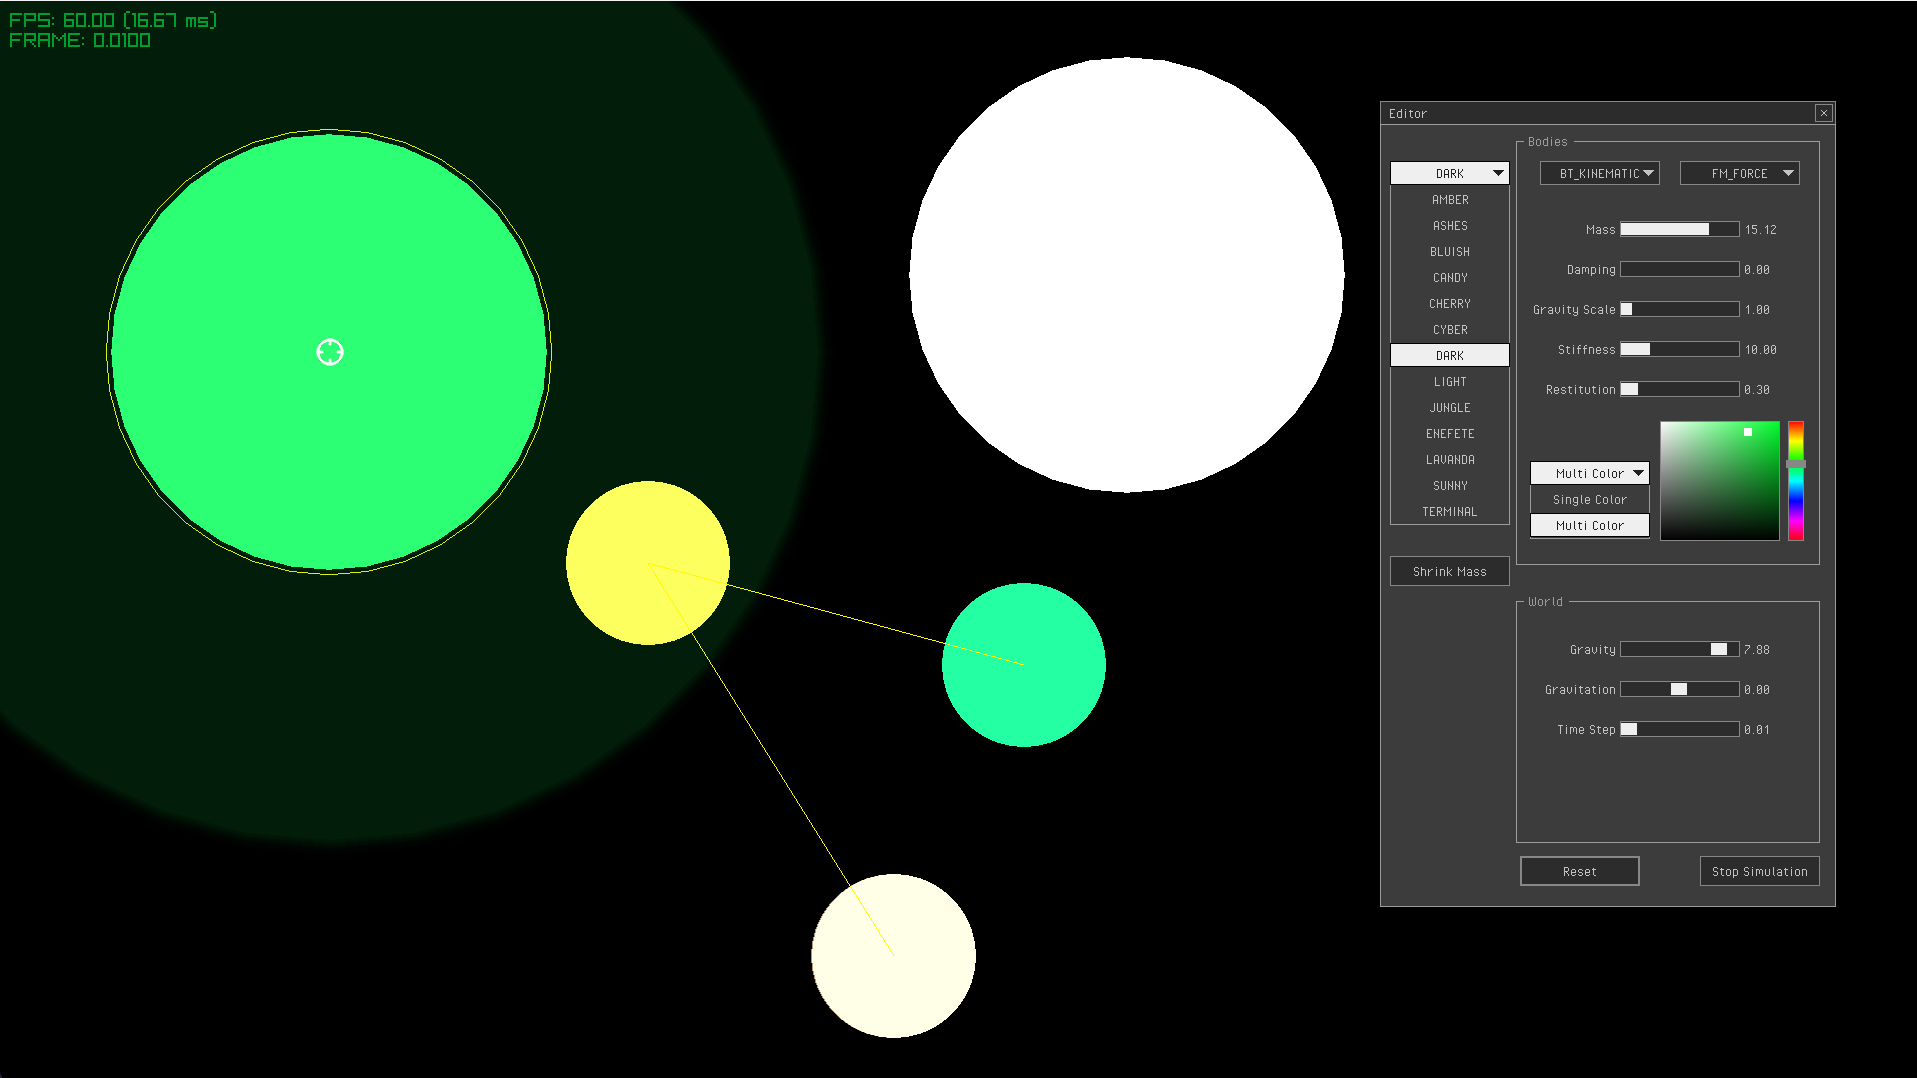 FPS: 60.00 (16.67 ms)
FRAME: 0.0100
Editor
DARK
AMBER
ASHES
BLUISH
CANDY
CHERRY
CYBER
DARK
LIGHT
JUNGLE
ENEFETE
LAVANDA
SUNNY
TERMINAL
Shrink Mass
Bodies
BT_KINEMATIC
FM_FORCE
Mass 15.12
Damping 0.00
Gravity Scale 1.00
Stiffness 10.00
Restitution 0.30
Multi Color
Single Color
Multi Color
World
Gravity 7.88
Gravitation 0.00
Time Step 0.01
Reset
Stop Simulation